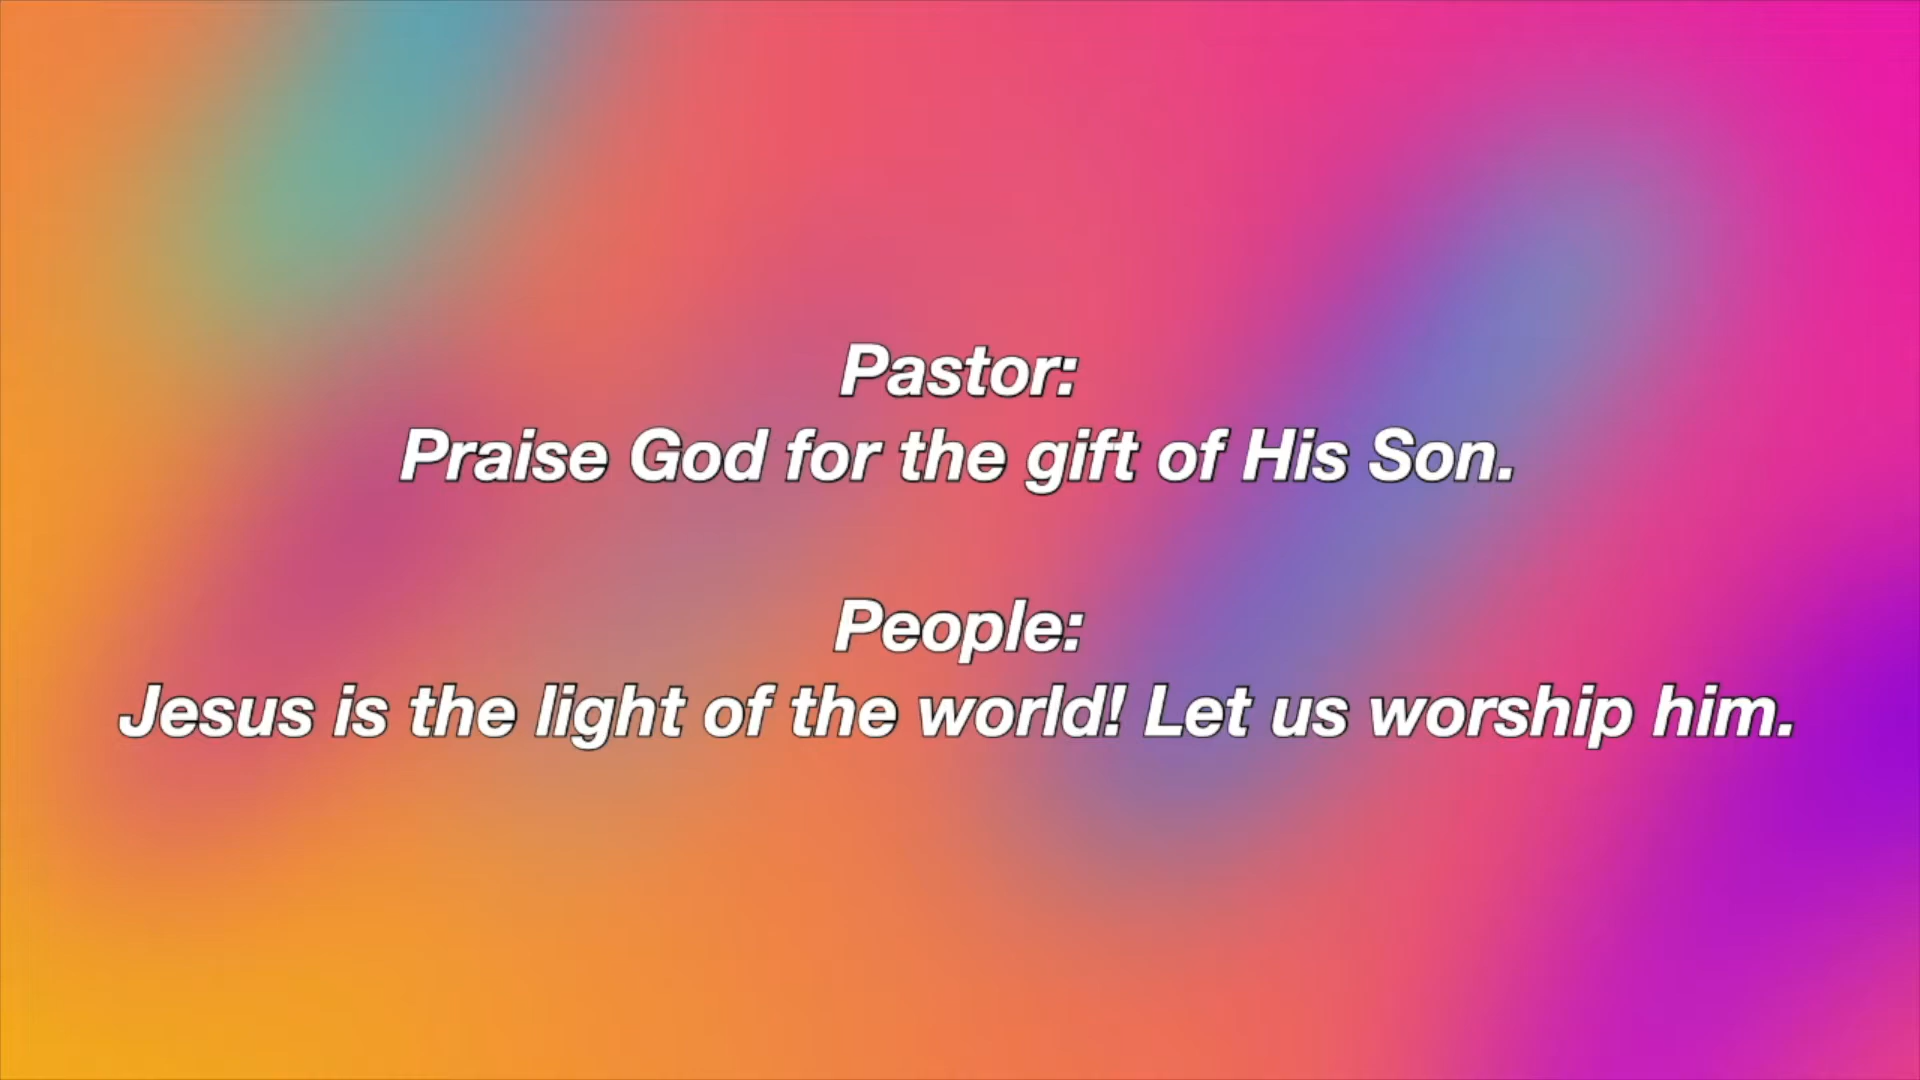 Pastor:
Praise God for the gift of His Son.
People:
Jesus is the light of the world! Let us worship him.